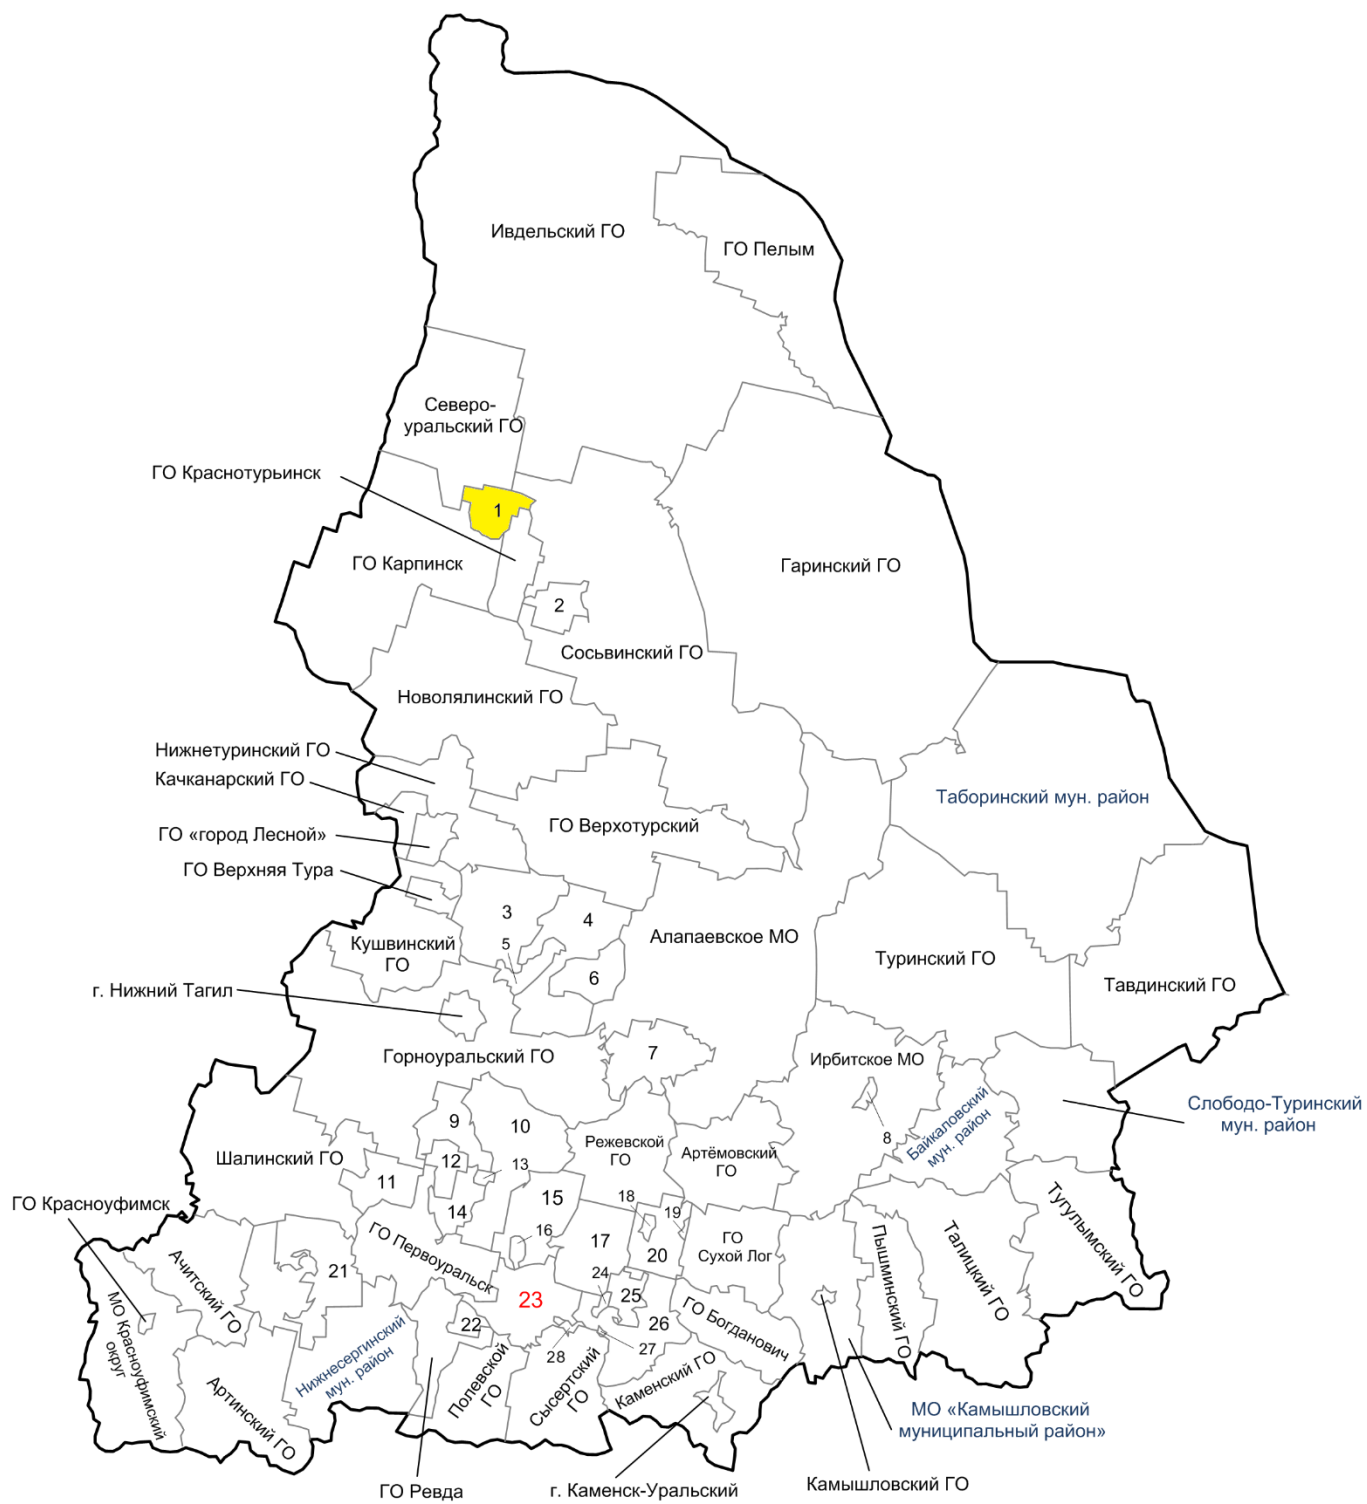 Ивдельский ГО
ГО Пелым
Северо-
уральский ГО
ГО Краснотурьинск
1
ГО Карпинск
Гаринский ГО
2
Сосьвинский ГО
Новолялинский ГО
Нижнетуринский ГО
Качканарский ГО
Таборинский мун. район
ГО Верхотурский
ГО «город Лесной»
ГО Верхняя Тура
3
4
5
Алапаевское МО
Кушвинский
ГО
Туринский ГО
6
Тавдинский ГО
г. Нижний Тагил
Горноуральский ГО
7
Ирбитское МО
Слободо-Туринский
мун. район
Байкаловский
мун. район
8
9
10
Режевской
ГО
Артёмовский
ГО
Шалинский ГО
11
12
13
14
15
16
17
18
19
20
ГО
Сухой Лог
ГО Красноуфимск
ГО Первоуральск
Пышминский ГО
Талицкий ГО
Тугулымский ГО
Ачитский ГО
21
22
23
24
25
26
27
28
ГО Богданович
МО Красноуфимский
округ
Артинский ГО
Нижнесергинский
мун. район
Полевской
ГО
Сысертский
ГО
Каменский ГО
МО «Камышловский
муниципальный район»
Камышловский ГО
ГО Ревда
г. Каменск-Уральский